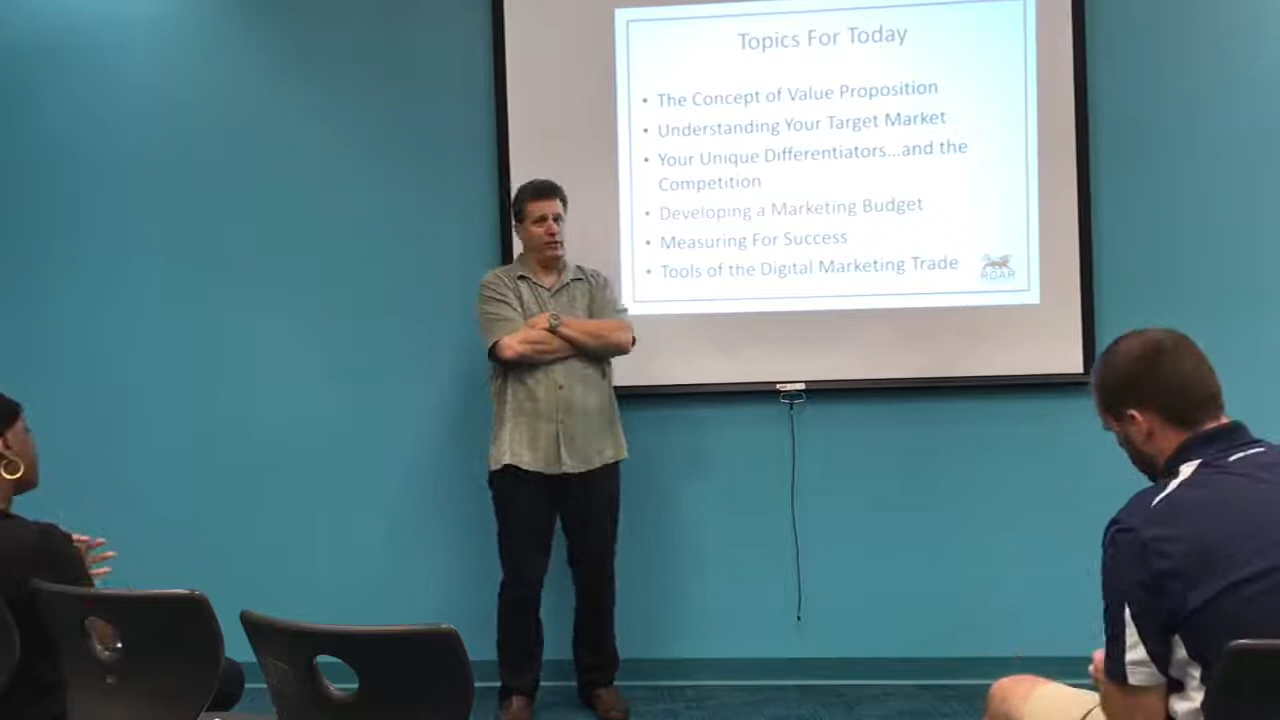 Topics For Today
• The Concept of Value Proposition
• Understanding Your Target Market
• Your Unique Differentiators...and the
Competition
• Developing a Marketing Budget
• Measuring For Success
• Tools of the Digital Marketing Trade
ROAR